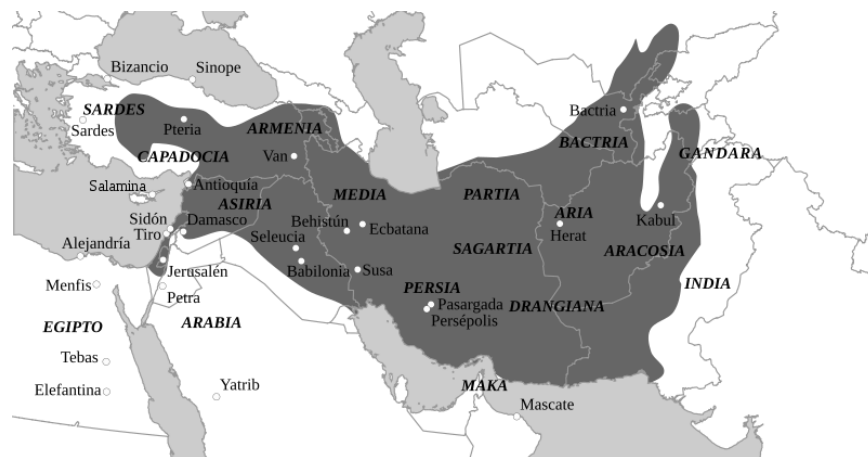 Bizancio
Sinope
SARDES
Sardes
Pteria
ARMENIA
Bactria
BACTRIA
GANDARA
CAPADOCIA
Van
Salamina
Antioquía
ASIRIA
MEDIA
PARTIA
Sidón
Damasco
Behistún
Ecbatana
ARIA
Kabul
Tiro
Herat
Alejandría
Seleucia
SAGARTIA
ARACOSIA
Jerusalén
Babilonia
Susa
Menfis
Petra
PERSIA
INDIA
Pasargada
DRANGIANA
EGIPTO
ARABIA
Persépolis
Tebas
Elefantina
Yatrib
MAKA
Mascate